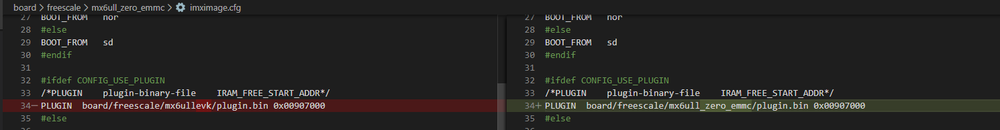 board > freescale > mx6ull_zero_emmc > imximage.cfg
27 BOOT_FROM nor
28 #else
29 BOOT_FROM sd
30 #endif
31
32 #ifdef CONFIG_USE_PLUGIN
33 /*PLUGIN plugin-binary-file IRAM_FREE_START_ADDR*/
34— PLUGIN board/freescale/mx6ullevk/plugin.bin 0x00907000
35 #else
27 BOOT_FROM nor
28 #else
29 BOOT_FROM sd
30 #endif
31
32 #ifdef CONFIG_USE_PLUGIN
33 /*PLUGIN plugin-binary-file IRAM_FREE_START_ADDR*/
34+ PLUGIN board/freescale/mx6ull_zero_emmc/plugin.bin 0x00907000
35 #else